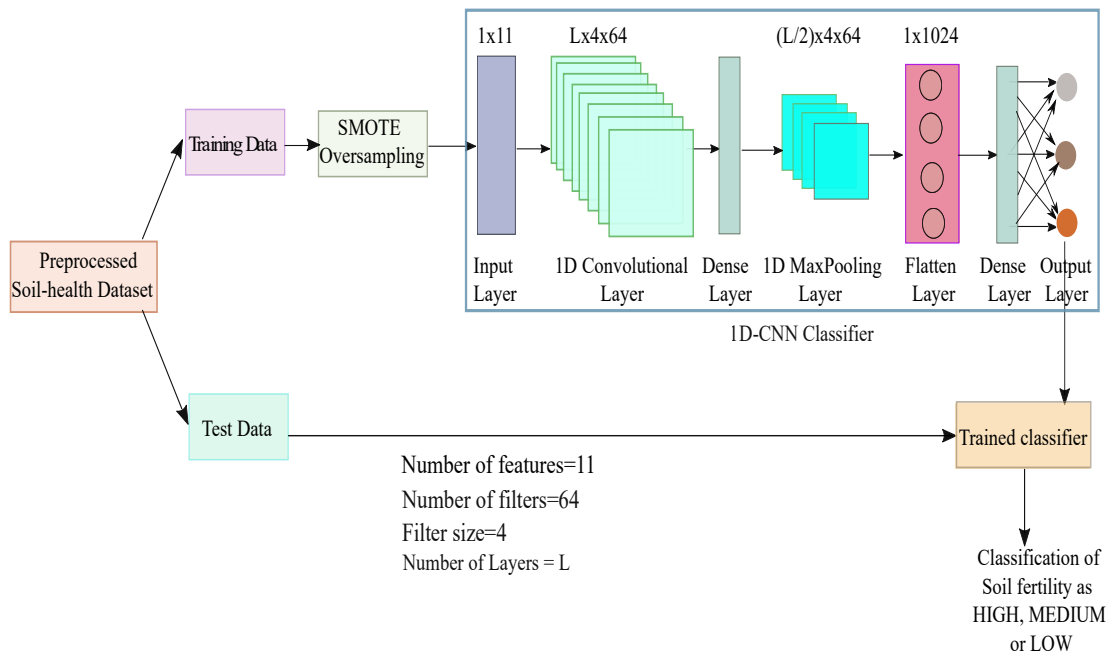 1x11
Lx4x64
(L/2)x4x64
1x1024
Training Data
SMOTE
Oversampling
Preprocessed
Soil-health Dataset
Input
Layer
1D Convolutional
Layer
Dense
Layer
1D MaxPooling
Layer
Flatten
Layer
Dense
Layer
Output
Layer
1D-CNN Classifier
Test Data
Trained classifier
Number of features=11
Number of filters=64
Filter size=4
Number of Layers = L
Classification of
Soil fertility as
HIGH, MEDIUM
or LOW